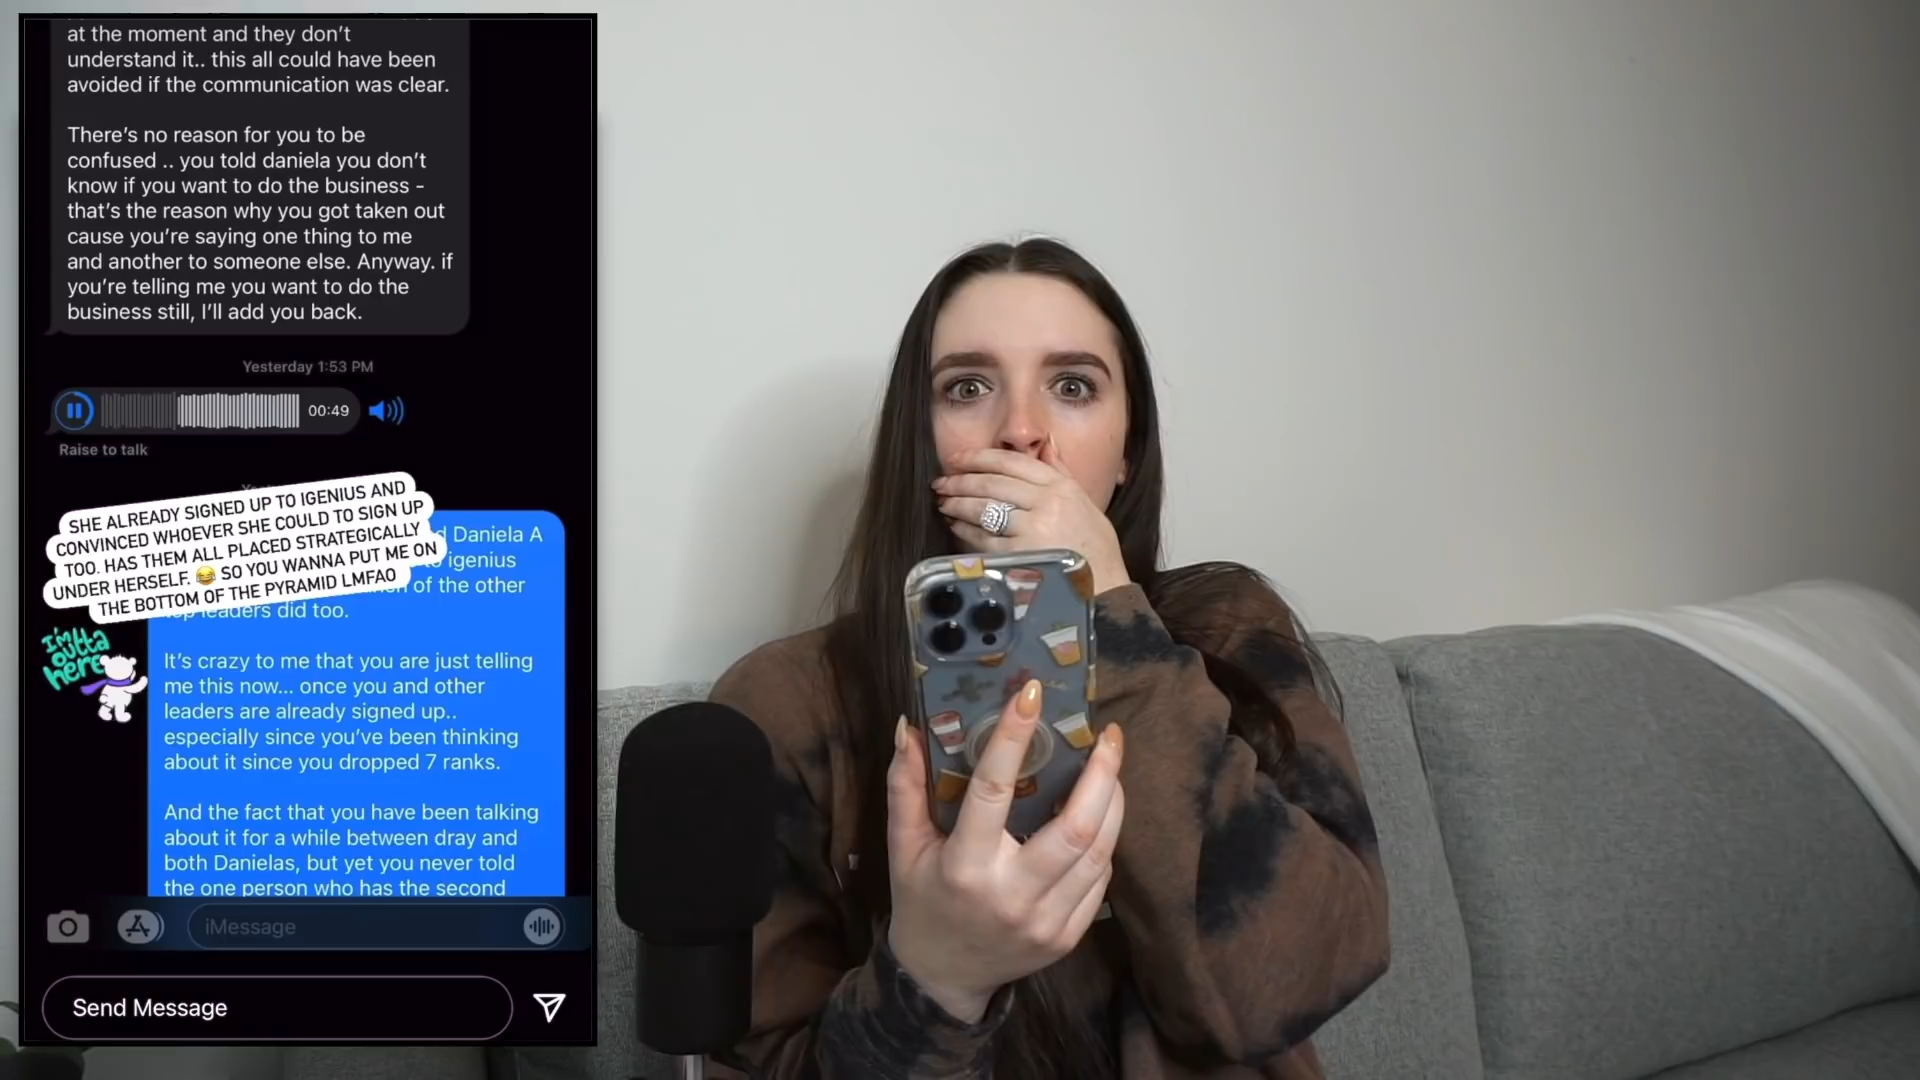 at the moment and they don’t
understand it.. this all could have been
avoided if the communication was clear.
There’s no reason for you to be
confused .. you told daniela you don’t
know if you want to do the business -
that’s the reason why you got taken out
cause you’re saying one thing to me
and another to someone else. Anyway. if
you’re telling me you want to do the
business still, I’ll add you back.
Yesterday 1:53 PM
00:49
Raise to talk
SHE ALREADY SIGNED UP TO IGENIUS AND
CONVINCED WHOEVER SHE COULD TO SIGN UP
TOO. HAS THEM ALL PLACED STRATEGICALLY
UNDER HERSELF. 😂 SO YOU WANNA PUT ME ON
THE BOTTOM OF THE PYRAMID LMFAO
Daniela A
igenius
of the other
leaders did too.
I'm
outta
here
It’s crazy to me that you are just telling
me this now... once you and other
leaders are already signed up..
especially since you’ve been thinking
about it since you dropped 7 ranks.
And the fact that you have been talking
about it for a while between dray and
both Danielas, but yet you never told
the one person who has the second
iMessage
Send Message